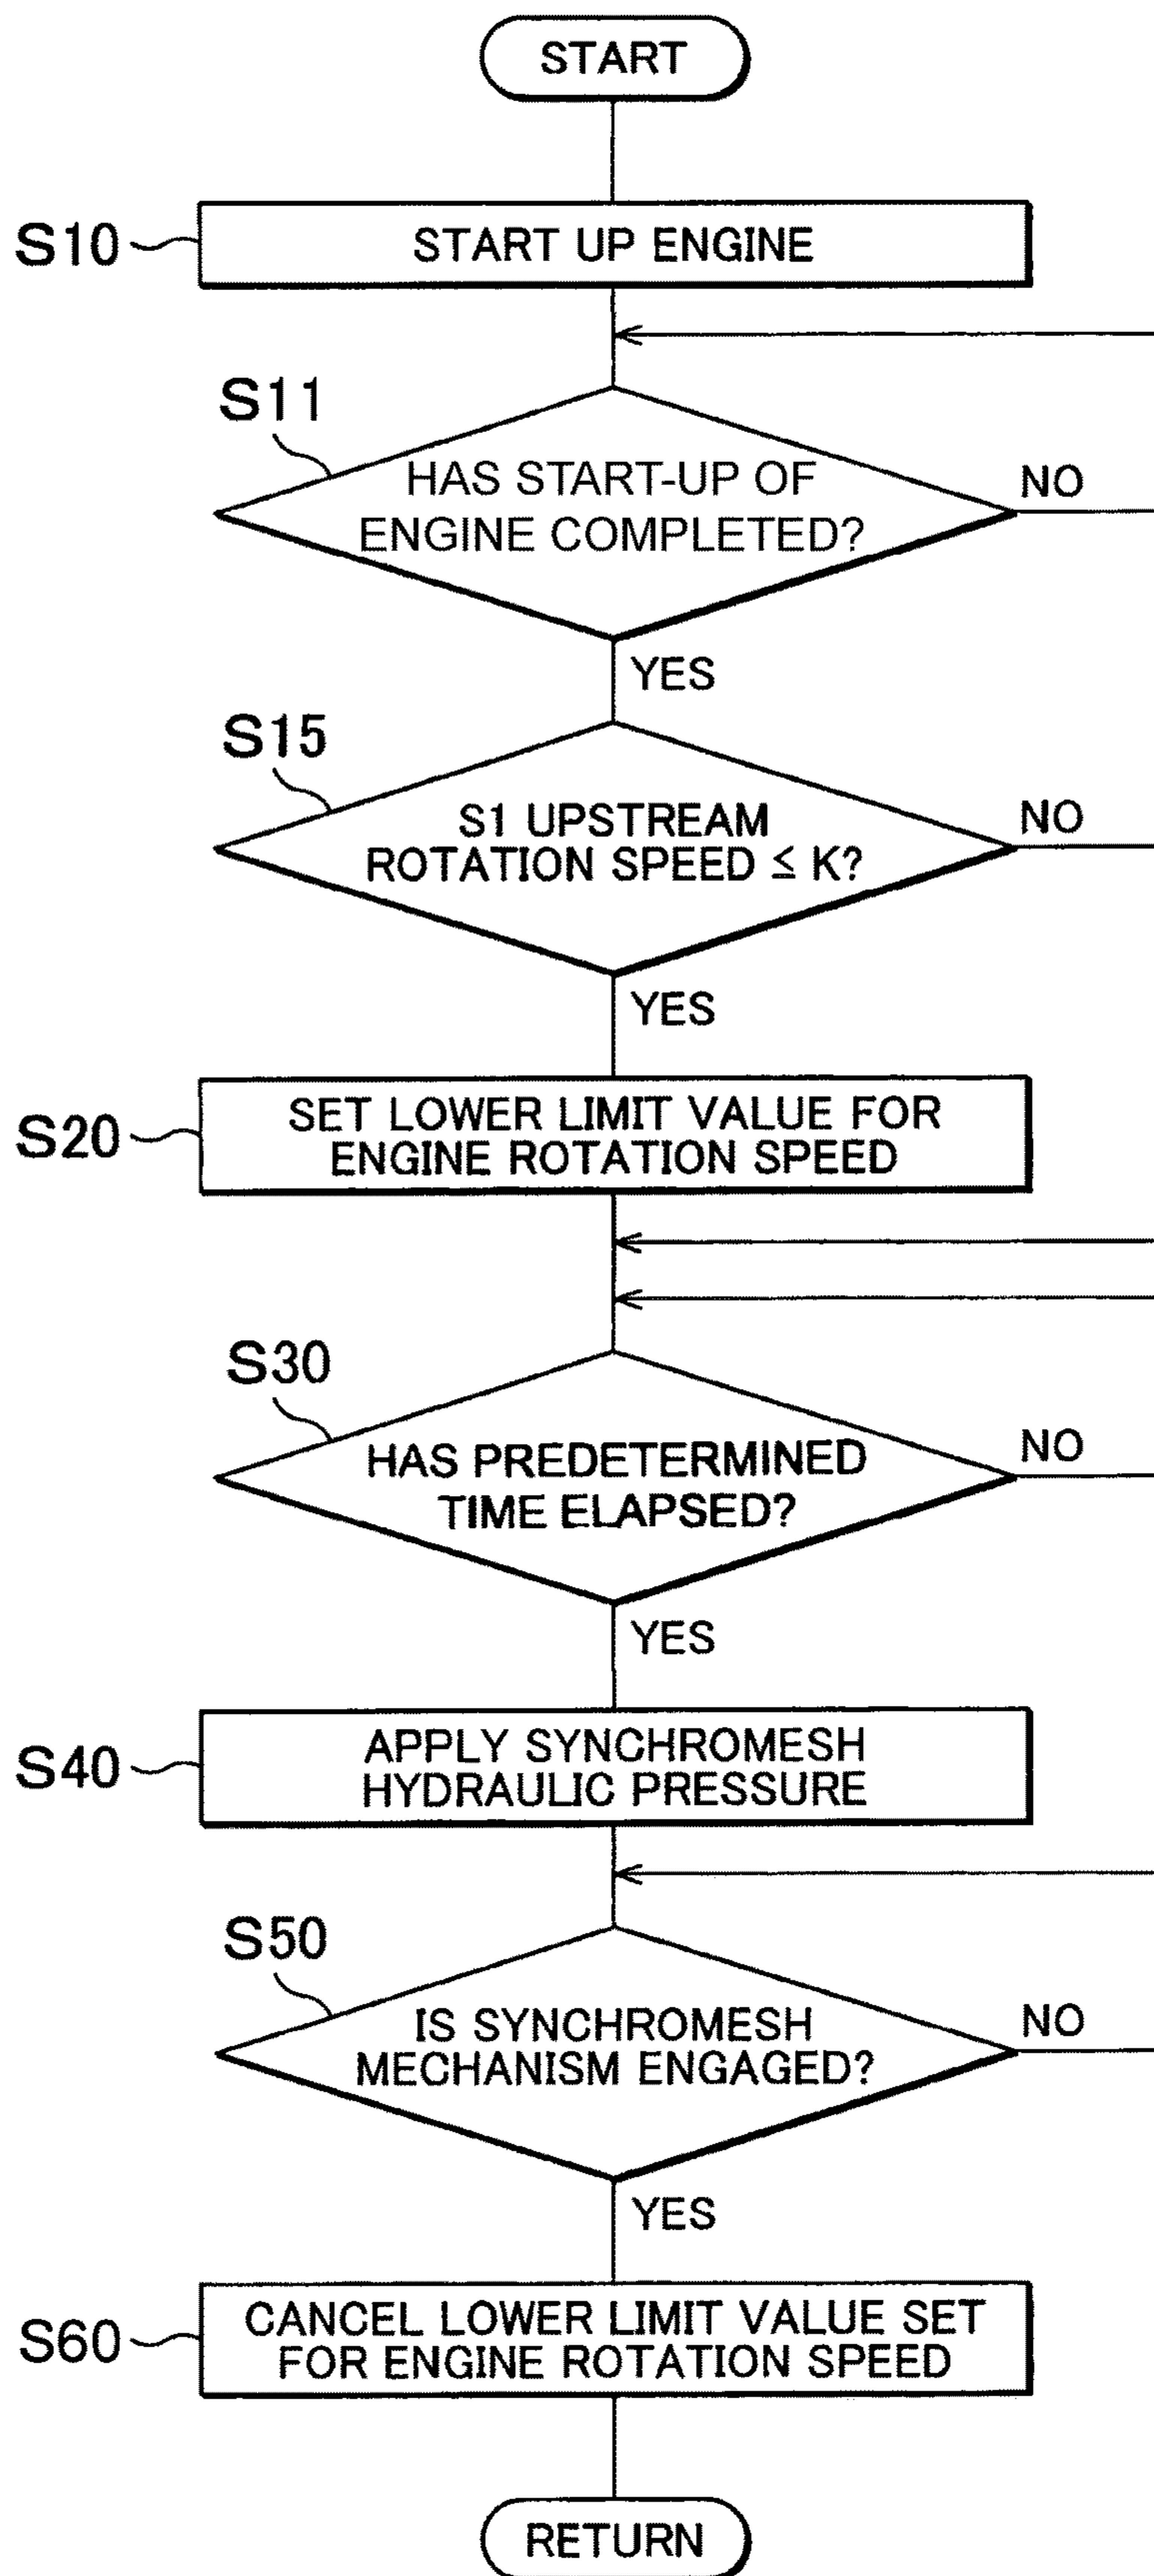 START
S10
START UP ENGINE
S11
HAS START-UP OF
ENGINE COMPLETED?
NO
YES
S15
S1 UPSTREAM
ROTATION SPEED ≤ K?
NO
YES
S20
SET LOWER LIMIT VALUE FOR
ENGINE ROTATION SPEED
S30
HAS PREDETERMINED
TIME ELAPSED?
NO
YES
S40
APPLY SYNCHROMESH
HYDRAULIC PRESSURE
S50
IS SYNCHROMESH
MECHANISM ENGAGED?
NO
YES
S60
CANCEL LOWER LIMIT VALUE SET
FOR ENGINE ROTATION SPEED
RETURN